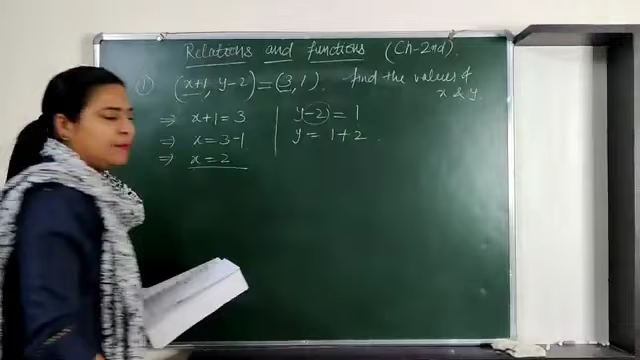 Relations and functions (Ch-2nd).
① (x+1, y-2) = (3, 1). find the values of x & y.
⇒ x+1 = 3
⇒ x = 3-1
⇒ x = 2
y-2 = 1
y = 1+2